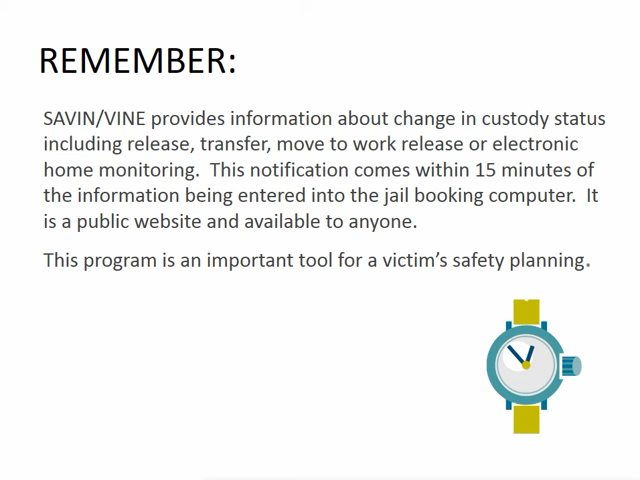 REMEMBER:
SAVIN/VINE provides information about change in custody status
including release, transfer, move to work release or electronic
home monitoring.  This notification comes within 15 minutes of
the information being entered into the jail booking computer.  It
is a public website and available to anyone.
This program is an important tool for a victim’s safety planning.